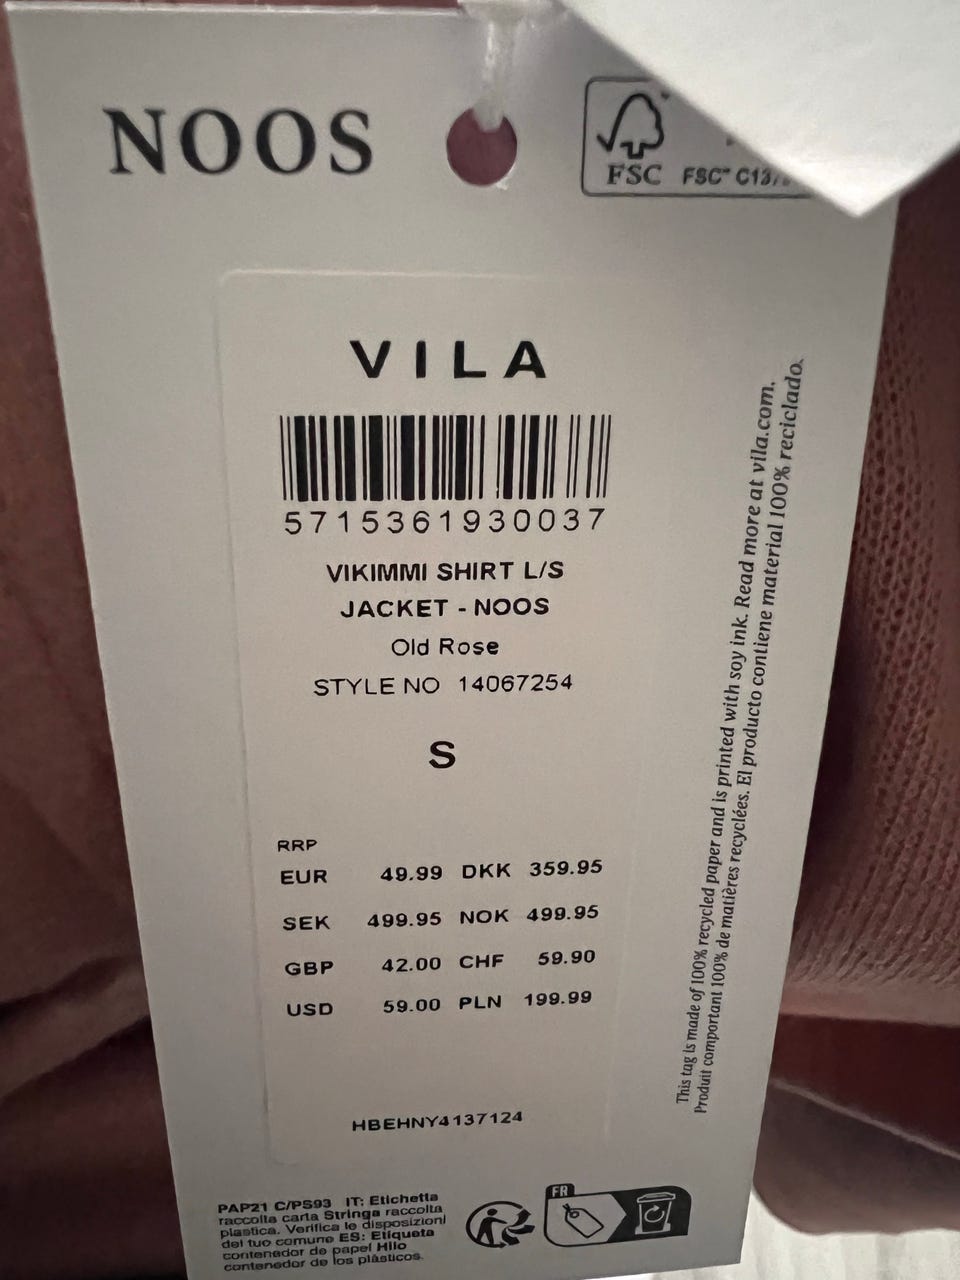 NOOS
FSC FSC™ C13
VILA
5715361930037
VIKIMMI SHIRT L/S
JACKET - NOOS
Old Rose
STYLE NO 14067254
S
RRP
EUR 49.99 DKK 359.95
SEK 499.95 NOK 499.95
GBP 42.00 CHF 59.90
USD 59.00 PLN 199.99
HBEHNY4137124
This tag is made of 100% recycled paper and is printed with soy ink. Read more at vila.com.
Produit comportant 100% de matières recyclées. El producto contiene material 100% reciclado.
PAP21 C/PS93 IT: Etichetta
raccolta carta Stringa raccolta
plastica. Verifica le disposizioni
del tuo comune ES: Etiqueta
contenedor de papel Hilo
contenedor de los plásticos.
FR